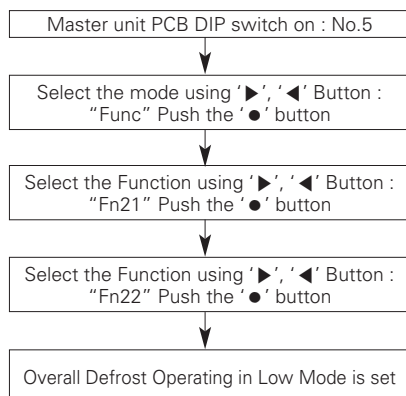 Master unit PCB DIP switch on : No.5
Select the mode using ‘▶’, ‘◀’ Button :
“Func” Push the ‘●’ button
Select the Function using ‘▶’, ‘◀’ Button :
“Fn21” Push the ‘●’ button
Select the Function using ‘▶’, ‘◀’ Button :
“Fn22” Push the ‘●’ button
Overall Defrost Operating in Low Mode is set